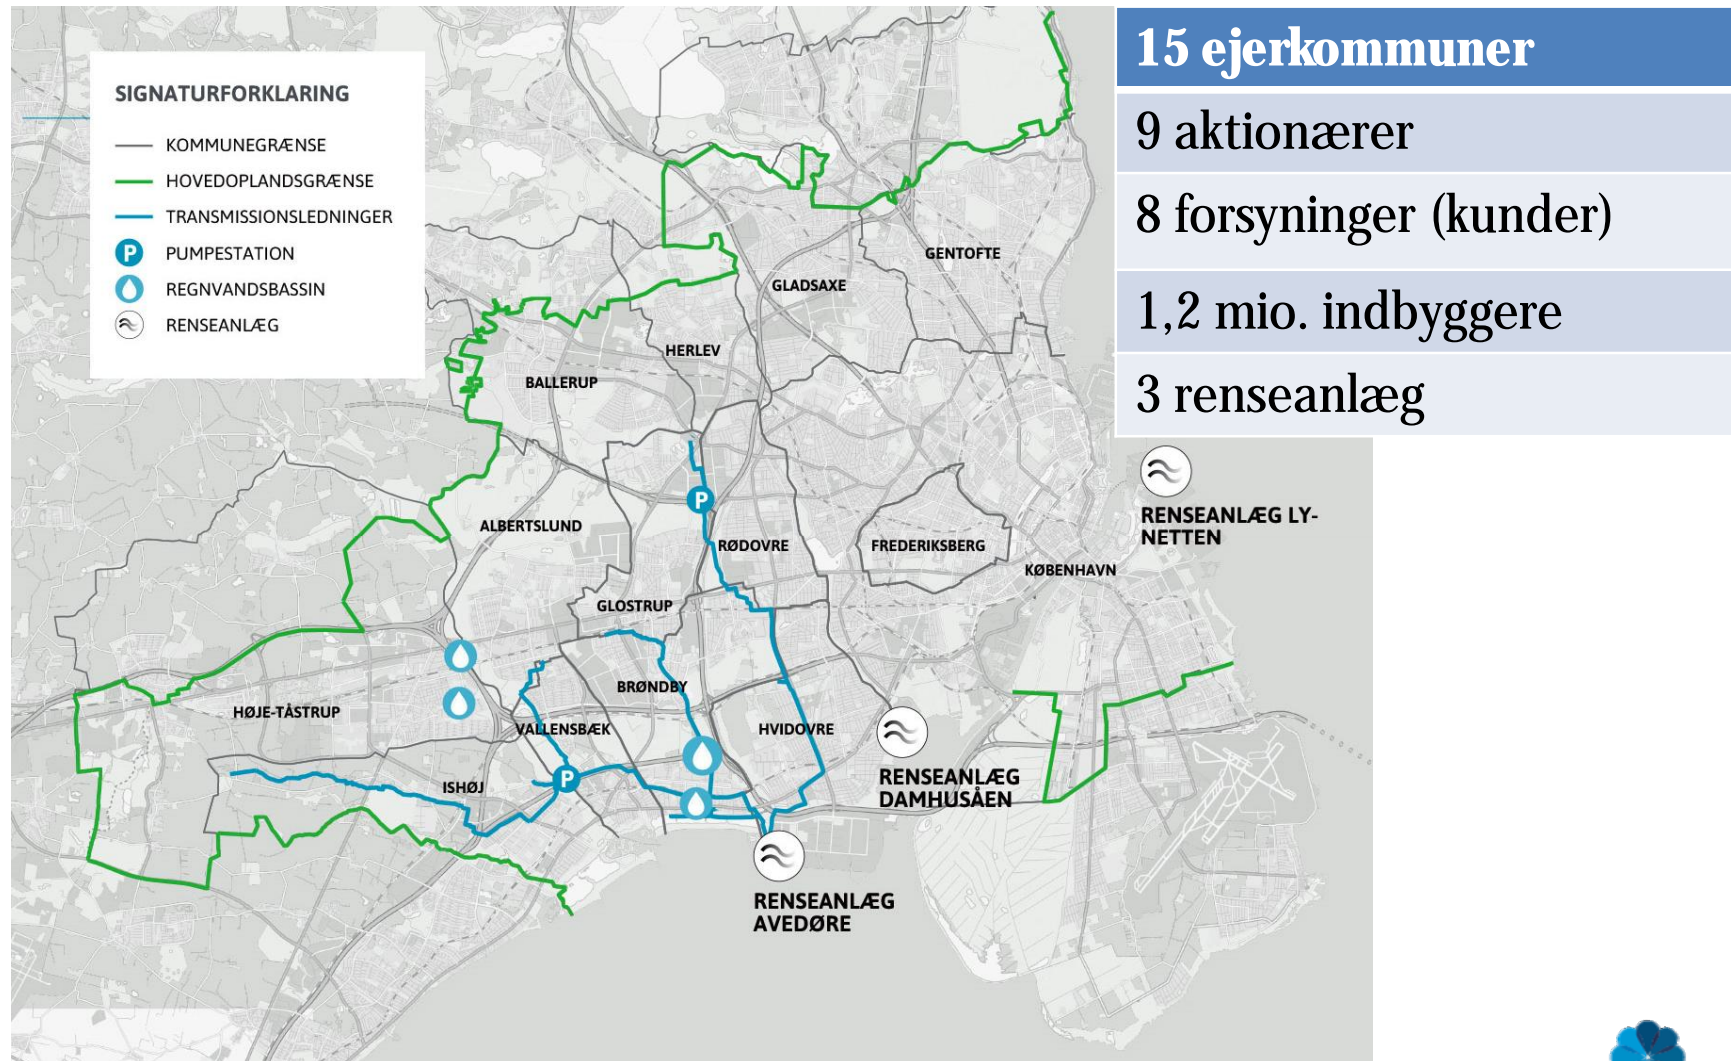 SIGNATURFORKLARING
KOMMUNEGRÆNSE
HOVEDOPLANDSGRÆNSE
TRANSMISSIONSLEDNINGER
P
PUMPESTATION
REGNVANDSBASSIN
RENSEANLÆG
15 ejerkommuner
9 aktionærer
8 forsyninger (kunder)
1,2 mio. indbyggere
3 renseanlæg
GENTOFTE
GLADSAXE
HERLEV
BALLERUP
P
RENSEANLÆG LY-
NETTEN
ALBERTSLUND
RØDOVRE
FREDERIKSBERG
KØBENHAVN
GLOSTRUP
BRØNDBY
HØJE-TÅSTRUP
VALLENSBÆK
HVIDOVRE
P
ISHØJ
RENSEANLÆG
DAMHUSÅEN
RENSEANLÆG
AVEDØRE